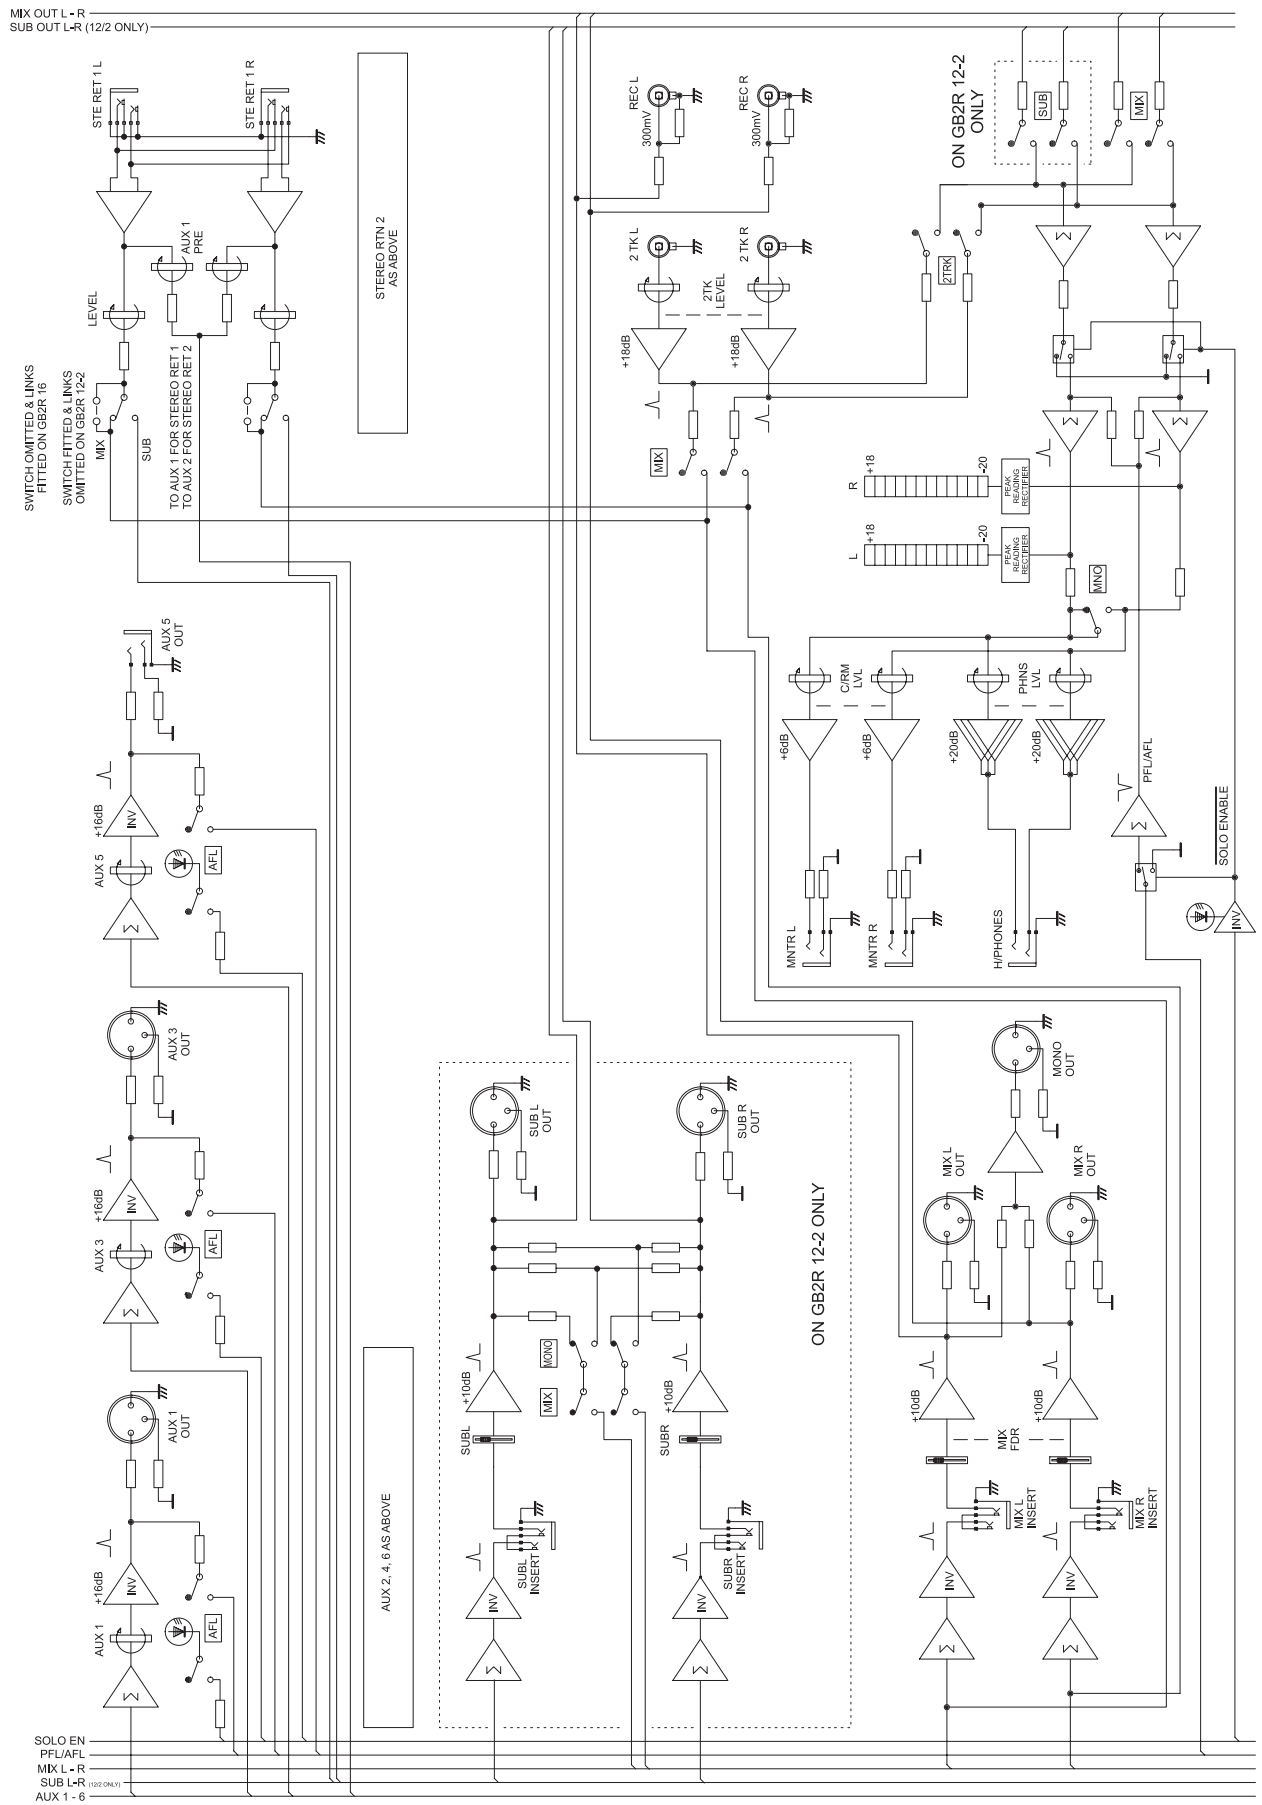 MIX OUT L - R
SUB OUT L-R (12/2 ONLY)
STE RET 1 L
STE RET 1 R
AUX 1
PRE
LEVEL
SWITCH OMITTED & LINKS
FITTED ON GB2R 16
SWITCH FITTED & LINKS
OMITTED ON GB2R 12-2
MIX
SUB
TO AUX 1 FOR STEREO RET 1
TO AUX 2 FOR STEREO RET 2
STEREO RTN 2
AS ABOVE
REC L
300mV
REC R
300mV
2 TK L
2 TK R
2TK
LEVEL
+18dB
+18dB
MIX
2TRK
ON GB2R 12-2
ONLY
SUB
MIX
Σ
Σ
R
+18
-20
PEAK
READING
RECTIFIER
L
+18
-20
PEAK
READING
RECTIFIER
MNO
C/RM
LVL
PHNS
LVL
+6dB
+6dB
+20dB
+20dB
PFL/AFL
Σ
SOLO ENABLE
INV
MNTR L
MNTR R
H/PHONES
AUX 5
OUT
+16dB
INV
AUX 5
AFL
Σ
AUX 3
OUT
+16dB
INV
AUX 3
AFL
Σ
AUX 1
OUT
+16dB
INV
AUX 1
AFL
Σ
AUX 2, 4, 6 AS ABOVE
SUB L
OUT
SUB R
OUT
ON GB2R 12-2 ONLY
MONO
MIX
+10dB
+10dB
SUBL
SUBR
SUBL
INSERT
SUBR
INSERT
INV
INV
Σ
Σ
MONO
OUT
MIX L
OUT
MIX R
OUT
+10dB
+10dB
MIX
FDR
MIX L
INSERT
MIX R
INSERT
INV
INV
Σ
Σ
SOLO EN
PFL/AFL
MIX L - R
SUB L-R (12/2 ONLY)
AUX 1 - 6